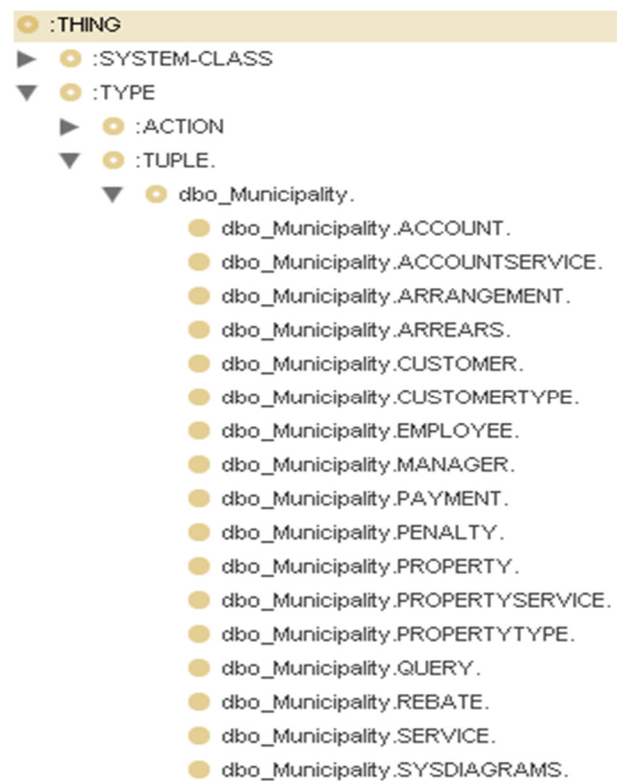 :THING
:SYSTEM-CLASS
:TYPE
:ACTION
:TUPLE.
dbo_Municipality.
dbo_Municipality.ACCOUNT.
dbo_Municipality.ACCOUNTSERVICE.
dbo_Municipality.ARRANGEMENT.
dbo_Municipality.ARREARS.
dbo_Municipality.CUSTOMER.
dbo_Municipality.CUSTOMERTYPE.
dbo_Municipality.EMPLOYEE.
dbo_Municipality.MANAGER.
dbo_Municipality.PAYMENT.
dbo_Municipality.PENALTY.
dbo_Municipality.PROPERTY.
dbo_Municipality.PROPERTYSERVICE.
dbo_Municipality.PROPERTYTYPE.
dbo_Municipality.QUERY.
dbo_Municipality.REBATE.
dbo_Municipality.SERVICE.
dbo_Municipality.SYSDIAGRAMS.